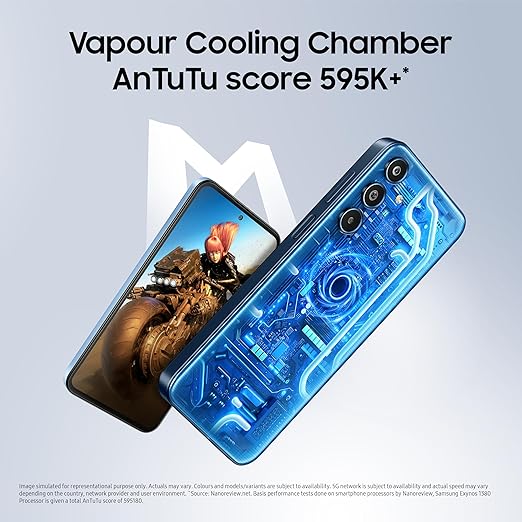 Vapour Cooling Chamber
AnTuTu score 595K+*
Image simulated for representational purpose only. Actuals may vary. Colours and models/variants are subject to availability. 5G network is subject to availability and actual speed may vary
depending on the country, network provider and user environment. *Source: Nanoreview.net. Basis performance tests done on smartphone processors by Nanoreview, Samsung Exynos 1380
Processor is given a total AnTuTu score of 595180.